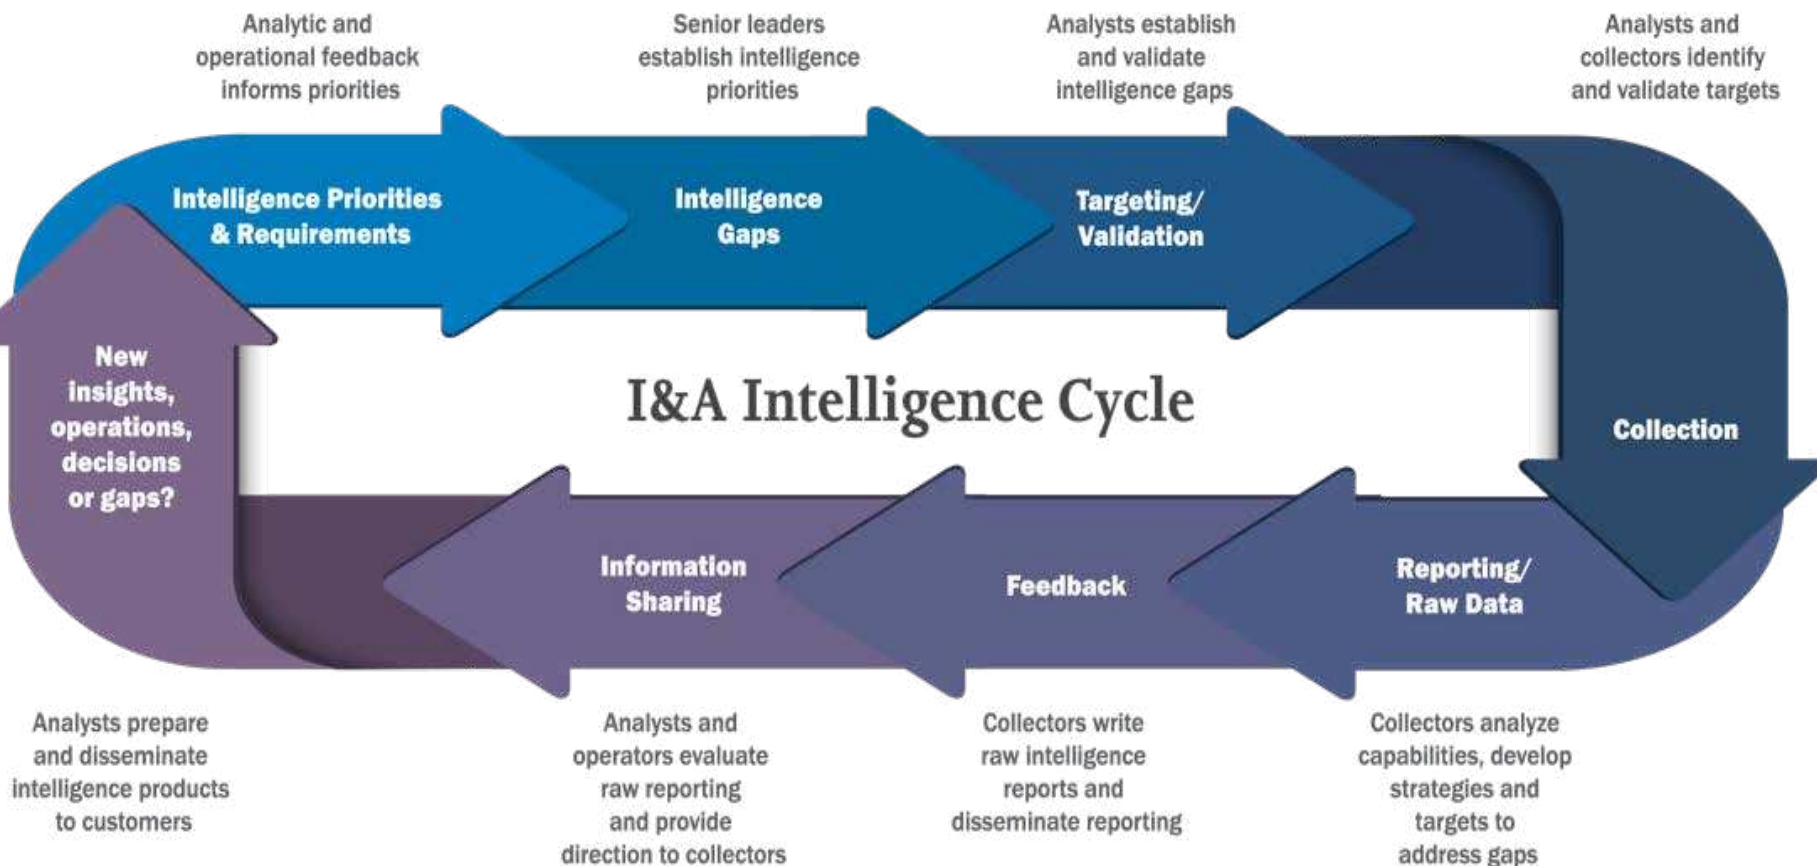 Analytic and
operational feedback
informs priorities
Senior leaders
establish intelligence
priorities
Analysts establish
and validate
intelligence gaps
Analysts and
collectors identify
and validate targets
Intelligence Priorities
& Requirements
Intelligence
Gaps
Targeting/
Validation
New
insights,
operations,
decisions
or gaps?
I&A Intelligence Cycle
Collection
Information
Sharing
Feedback
Reporting/
Raw Data
Analysts prepare
and disseminate
intelligence products
to customers
Analysts and
operators evaluate
raw reporting
and provide
direction to collectors
Collectors write
raw intelligence
reports and
disseminate reporting
Collectors analyze
capabilities, develop
strategies and
targets to
address gaps